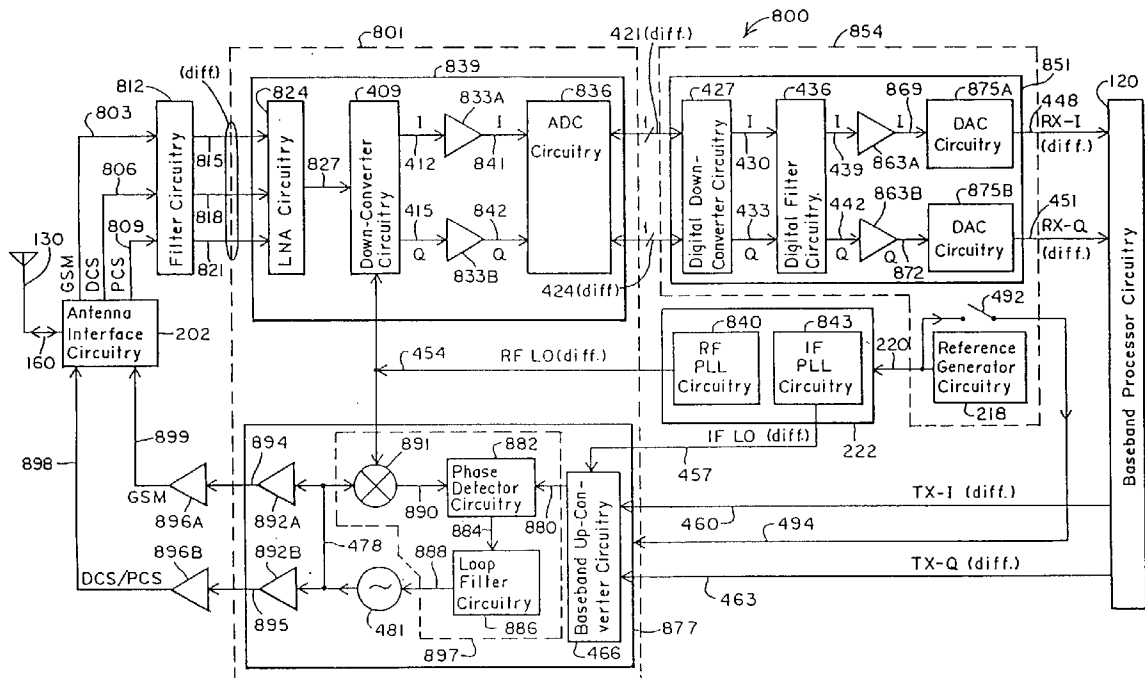 800
801
421 (diff.)
854
839
851
812
(diff.)
824
409
833A
836
427
436
869
875A
120
803
448
RX-I
(diff.)
ADC
Circuitry
DAC
Circuitry
I
I
I
I
I
412
841
430
439
863A
815
827
806
Filter Circuitry
LNA Circuitry
Down-Converter
Circuitry
Digital Down-
Converter Circuitry
Digital Filter
Circuitry.
863B
875B
818
809
415
842
433
442
451
RX-Q
(diff.)
DAC
Circuitry
130
821
Q
Q
Q
Q
Q
833B
872
424(diff)
492
GSM
DCS
PCS
Antenna
Interface
Circuitry
202
160
840
843
220
RF
PLL
Circuitry
IF
PLL
Circuitry
Reference
Generator
Circuitry
218
454
RF LO(diff.)
Baseband Processor Circuitry
899
IF LO (diff.)
222
457
898
894
891
882
Phase
Detector
Circuitry
GSM
896A
892A
890
884
880
TX-I (diff.)
460
494
478
896B
892B
888
Loop
Filter
Circuitry
Baseband Up-Con-
verter Circuitry
TX-Q (diff.)
463
DCS/PCS
895
481
886
897
466
877